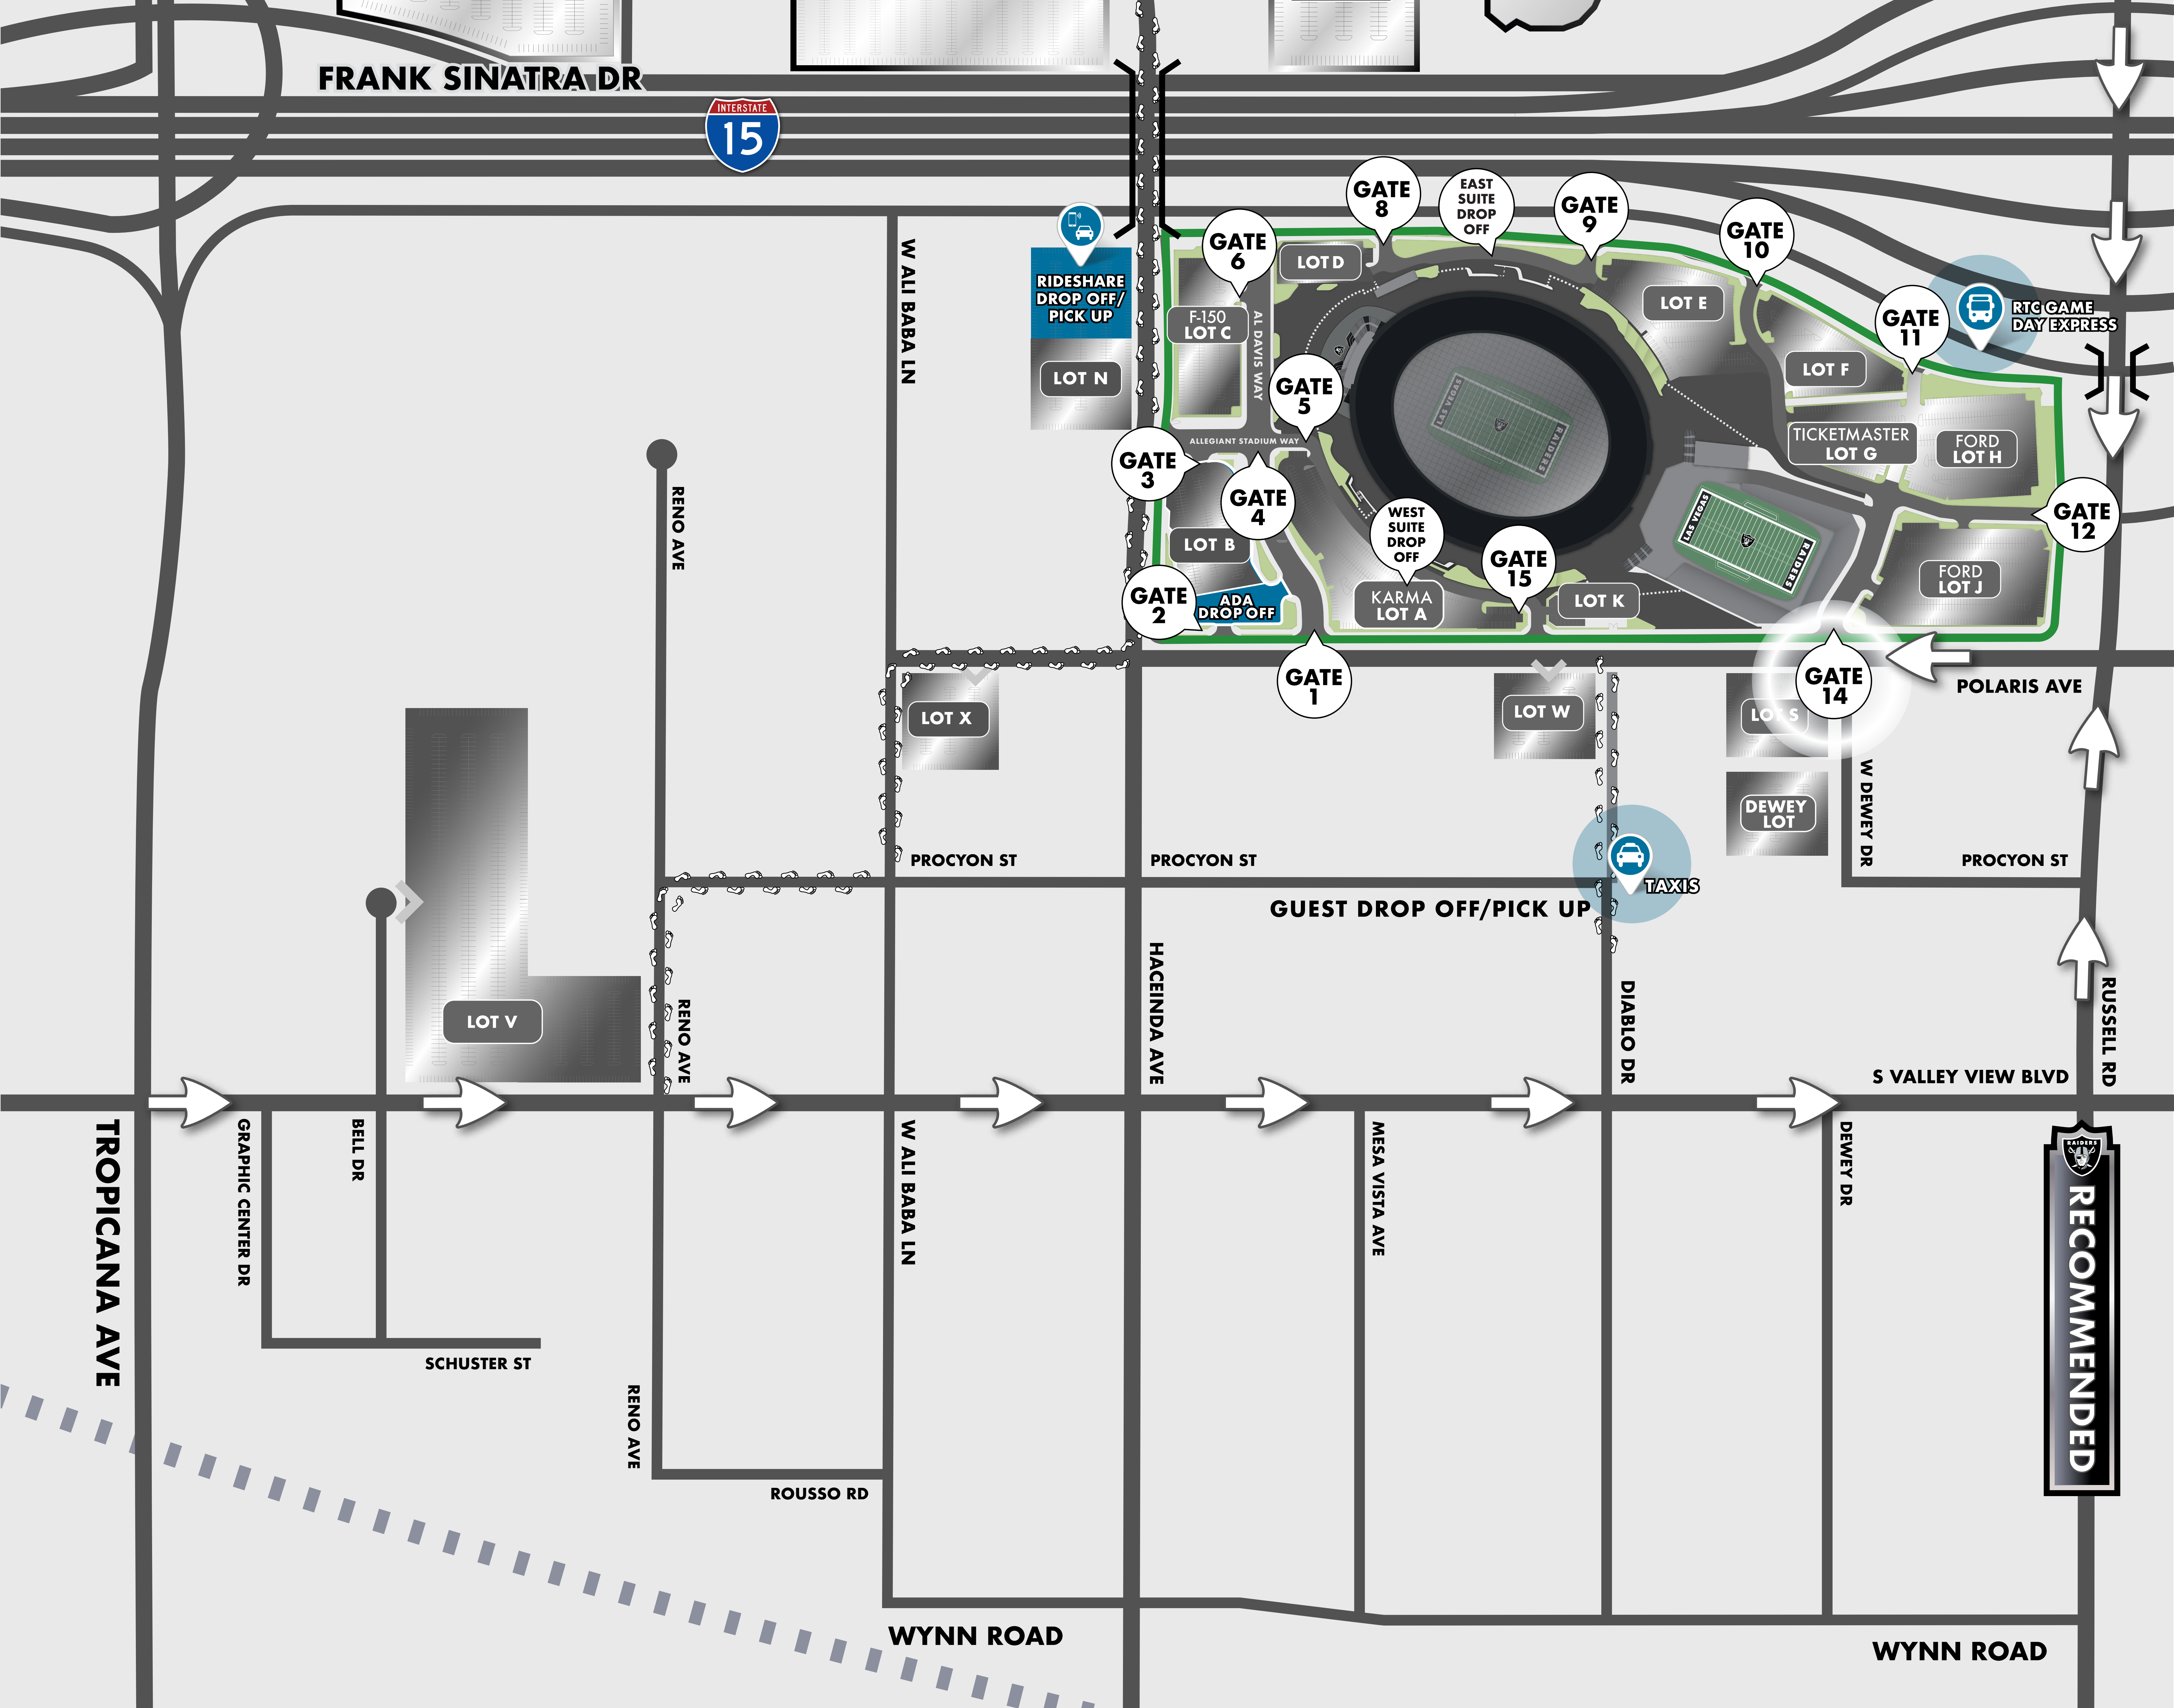 FRANK SINATRA DR
INTERSTATE
15
GATE
8
EAST
SUITE
DROP
OFF
GATE
9
GATE
10
GATE
6
LOT D
W ALI BABA LN
RIDESHARE
DROP OFF/
PICK UP
LOT N
F-150
LOT C
AL DAVIS WAY
LOT E
GATE
11
RTC GAME
DAY EXPRESS
LOT F
GATE
5
LAS VEGAS
RAIDERS
ALLEGIANT STADIUM WAY
TICKETMASTER
LOT G
FORD
LOT H
GATE
3
GATE
4
WEST
SUITE
DROP
OFF
GATE
12
LAS VEGAS
RAIDERS
LOT B
GATE
15
RENO AVE
GATE
2
ADA
DROP OFF
KARMA
LOT A
LOT K
FORD
LOT J
GATE
1
GATE
14
POLARIS AVE
LOT X
LOT W
LOT S
DEWEY
LOT
W DEWEY DR
PROCYON ST
PROCYON ST
PROCYON ST
TAXIS
GUEST DROP OFF/PICK UP
LOT V
RENO AVE
HACEINDA AVE
DIABLO DR
RUSSELL RD
S VALLEY VIEW BLVD
TROPICANA AVE
GRAPHIC CENTER DR
BELL DR
W ALI BABA LN
MESA VISTA AVE
DEWEY DR
RAIDERS
RECOMMENDED
SCHUSTER ST
RENO AVE
ROUSSO RD
WYNN ROAD
WYNN ROAD